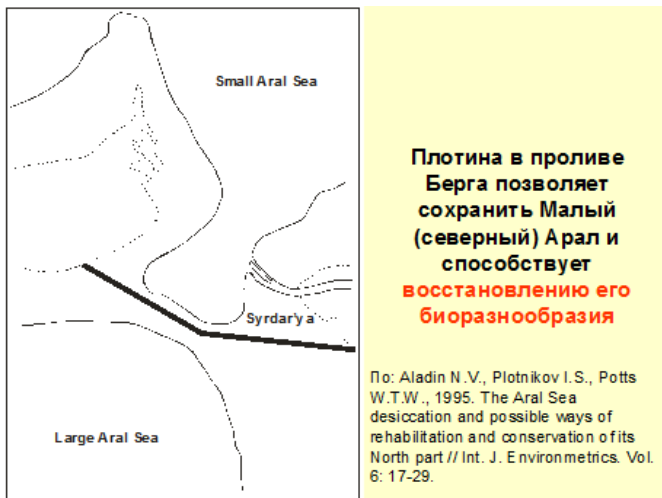 Small Aral Sea
Syrdar'ya
Large Aral Sea
Плотина в проливе
Берга позволяет
сохранить Малый
(северный) Арал и
способствует
восстановлению его
биоразнообразия
По: Aladin N.V., Plotnikov I.S., Potts
W.T.W., 1995. The Aral Sea
desiccation and possible ways of
rehabilitation and conservation of its
North part // Int. J. Environmetrics. Vol.
6: 17-29.